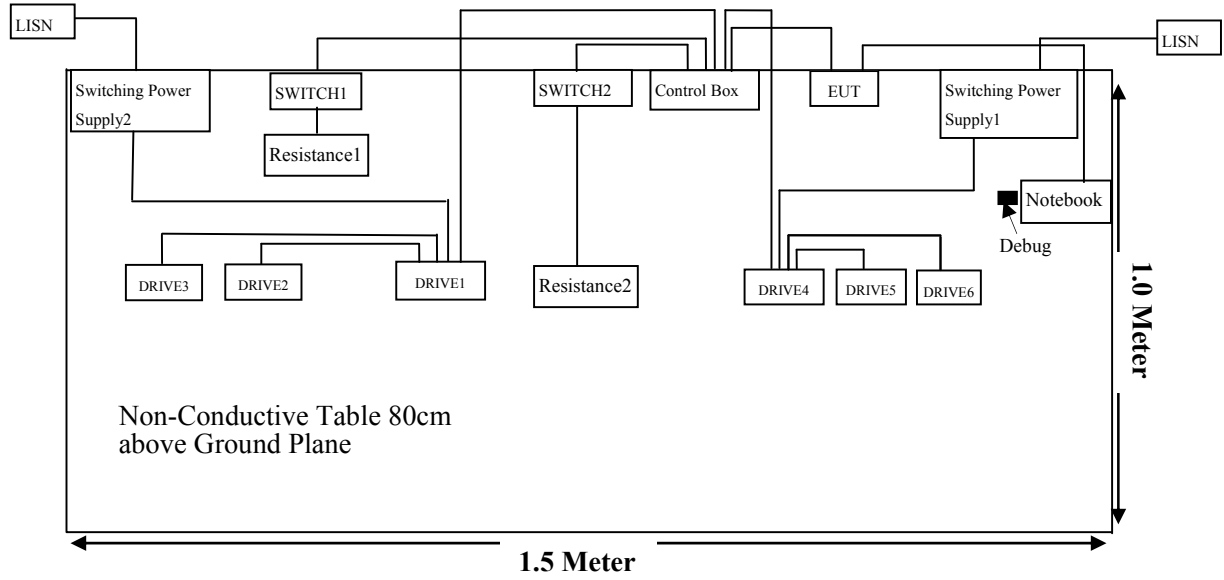 LISN
LISN
Switching Power
Supply2
SWITCH1
SWITCH2
Control Box
EUT
Switching Power
Supply1
Resistance1
Notebook
Debug
DRIVE3
DRIVE2
DRIVE1
Resistance2
DRIVE4
DRIVE5
DRIVE6
1.0 Meter
Non-Conductive Table 80cm
above Ground Plane
1.5 Meter